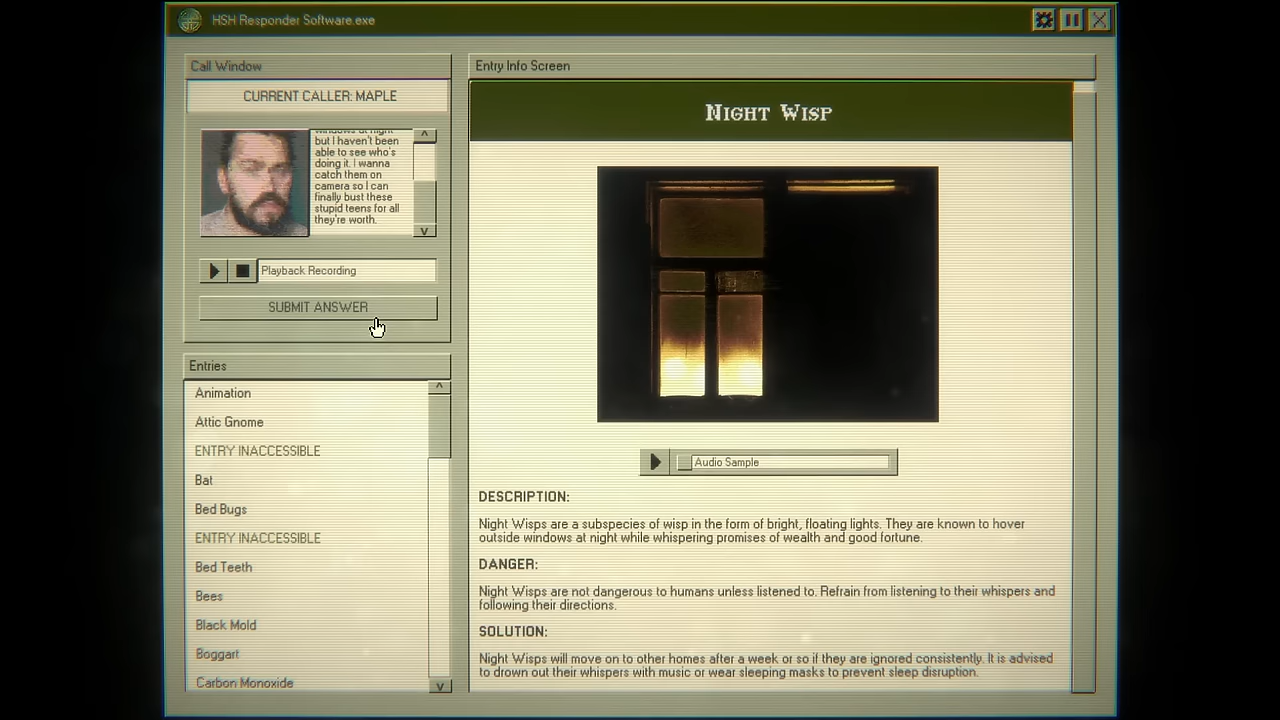 HSH Responder Software.exe
Call Window
CURRENT CALLER: MAPLE
windows at night
but I haven't been
able to see who's
doing it. I wanna
catch them on
camera so I can
finally bust these
stupid teens for all
they're worth.
Playback Recording
SUBMIT ANSWER
Entries
Animation
Attic Gnome
ENTRY INACCESSIBLE
Bat
Bed Bugs
ENTRY INACCESSIBLE
Bed Teeth
Bees
Black Mold
Boggart
Carbon Monoxide
Entry Info Screen
Night Wisp
Audio Sample
DESCRIPTION:
Night Wisps are a subspecies of wisp in the form of bright, floating lights. They are known to hover
outside windows at night while whispering promises of wealth and good fortune.
DANGER:
Night Wisps are not dangerous to humans unless listened to. Refrain from listening to their whispers and
following their directions.
SOLUTION:
Night Wisps will move on to other homes after a week or so if they are ignored consistently. It is advised
to drown out their whispers with music or wear sleeping masks to prevent sleep disruption.